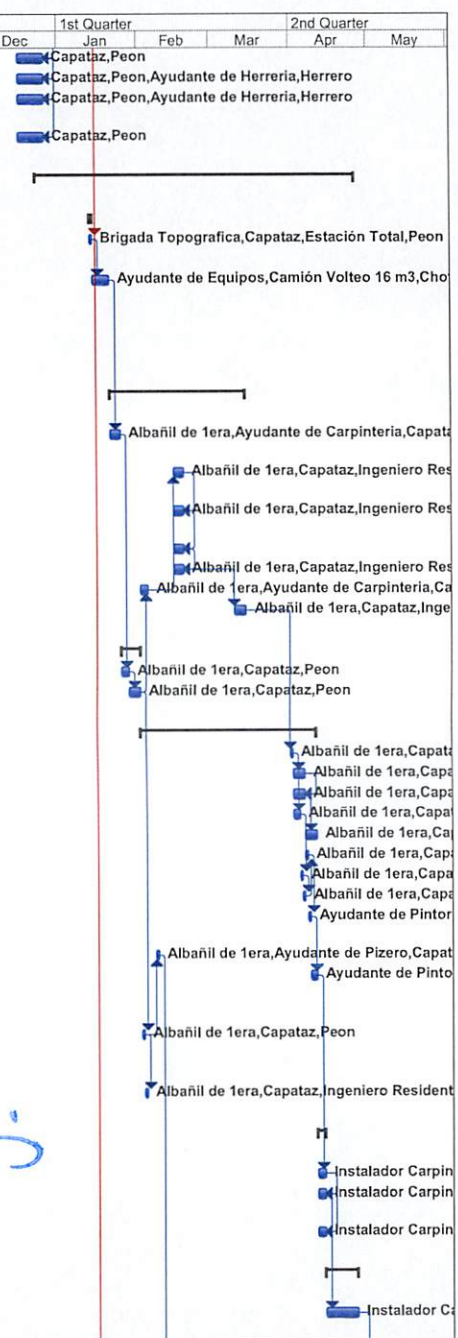 1st Quarter 2nd Quarter
Dec Jan Feb Mar Apr May
Capataz,Peon
Capataz,Peon,Ayudante de Herreria,Herrero
Capataz,Peon,Ayudante de Herreria,Herrero
Capataz,Peon
Brigada Topografica,Capataz,Estación Total,Peon
Ayudante de Equipos,Camión Volteo 16 m3,Cho
Albañil de 1era,Ayudante de Carpinteria,Capata
Albañil de 1era,Capataz,Ingeniero Res
Albañil de 1era,Capataz,Ingeniero Res
Albañil de 1era,Capataz,Ingeniero Res
Albañil de 1era,Ayudante de Carpinteria,Ca
Albañil de 1era,Capataz,Inge
Albañil de 1era,Capataz,Peon
Albañil de 1era,Capataz,Peon
Albañil de 1era,Capata
Albañil de 1era,Capa
Albañil de 1era,Capa
Albañil de 1era,Capat
Albañil de 1era,Cap
Albañil de 1era,Capa
Albañil de 1era,Capa
Albañil de 1era,Capa
Ayudante de Pintor
Albañil de 1era,Ayudante de Pizero,Capat
Ayudante de Pinto
Albañil de 1era,Capataz,Peon
Albañil de 1era,Capataz,Ingeniero Resident
Instalador Carpin
Instalador Carpin
Instalador Carpin
Instalador Ca